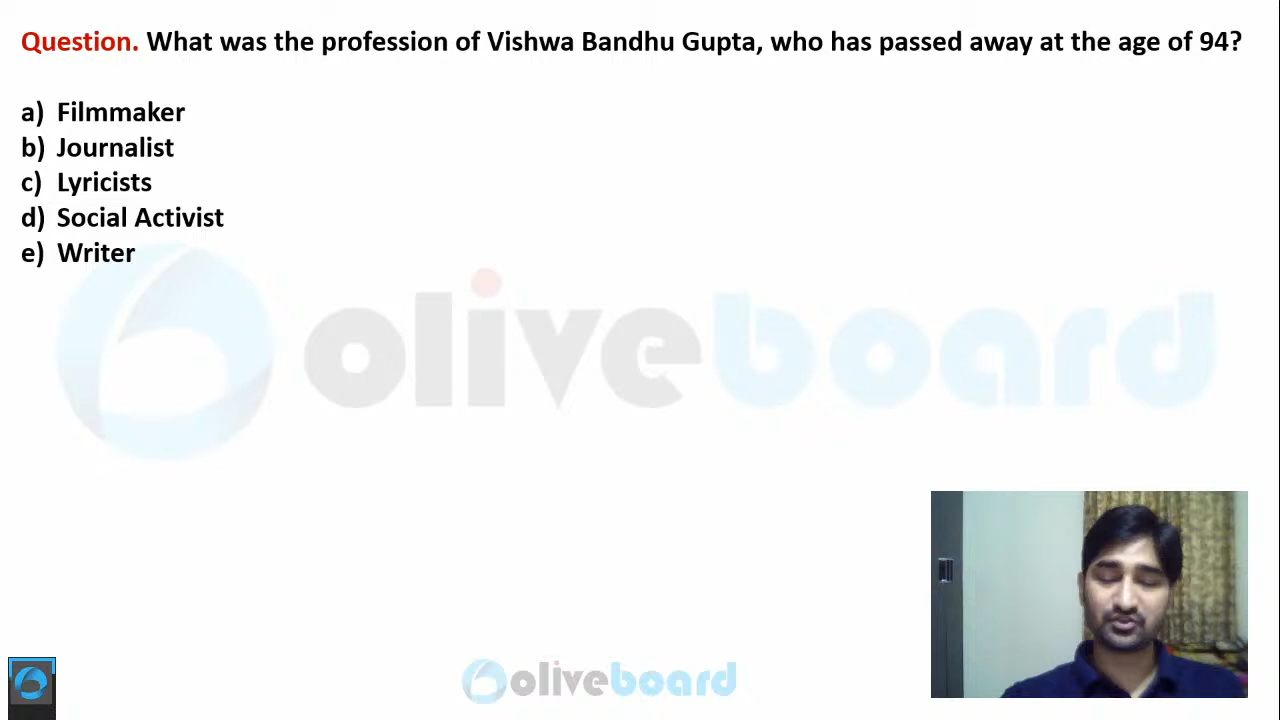 Question. What was the profession of Vishwa Bandhu Gupta, who has passed away at the age of 94?
a) Filmmaker
b) Journalist
c) Lyricists
d) Social Activist
e) Writer
oliveboard
oliveboard